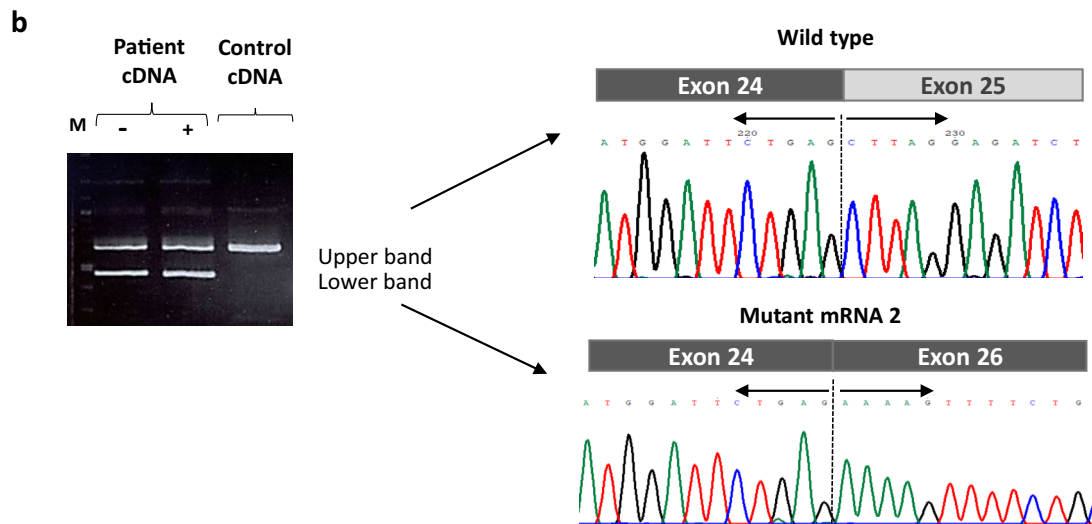 b
Patient
cDNA
Control
cDNA
M - +
Upper band
Lower band
Wild type
Exon 24 Exon 25
220 230
A T G G A T T C T G A G C T T A G G A G A T C T
Mutant mRNA 2
Exon 24 Exon 26
A T G G A T T C T G A G A A A A G T T T T C T G